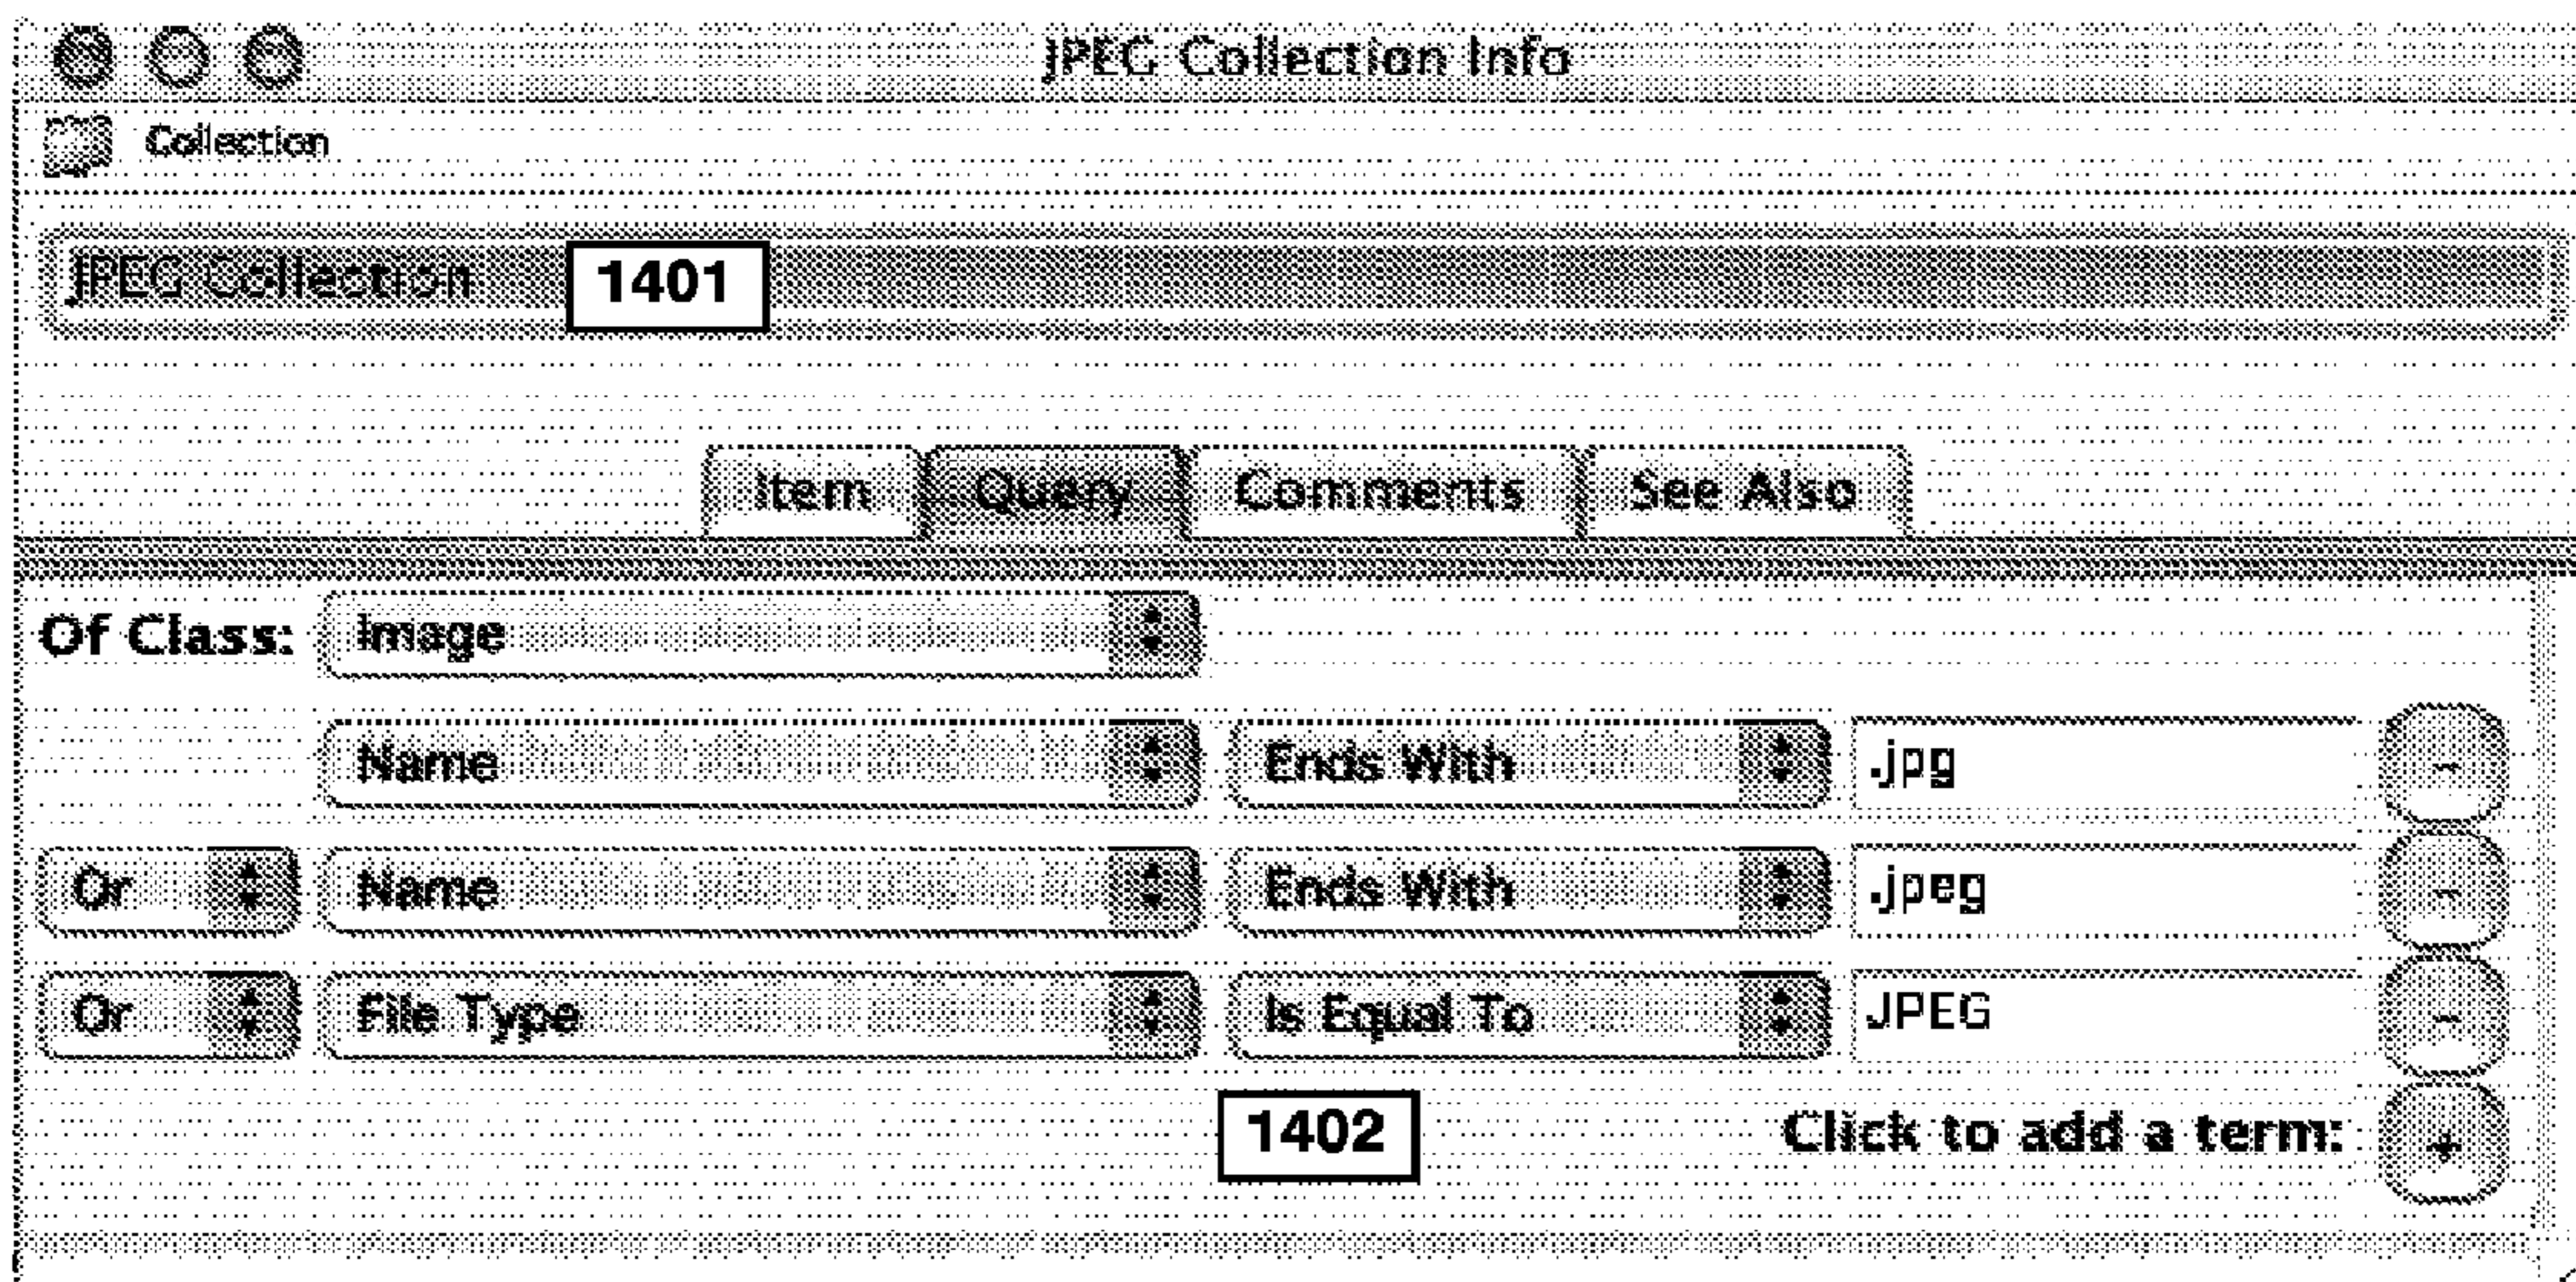 JPEG Collection Info
Collection
JPEG Collection 1401
Item Query Comments See Also
Of Class: Image
Name Ends With .jpg -
Or Name Ends With .jpeg -
Or File Type Is Equal To JPEG -
1402 Click to add a term: +